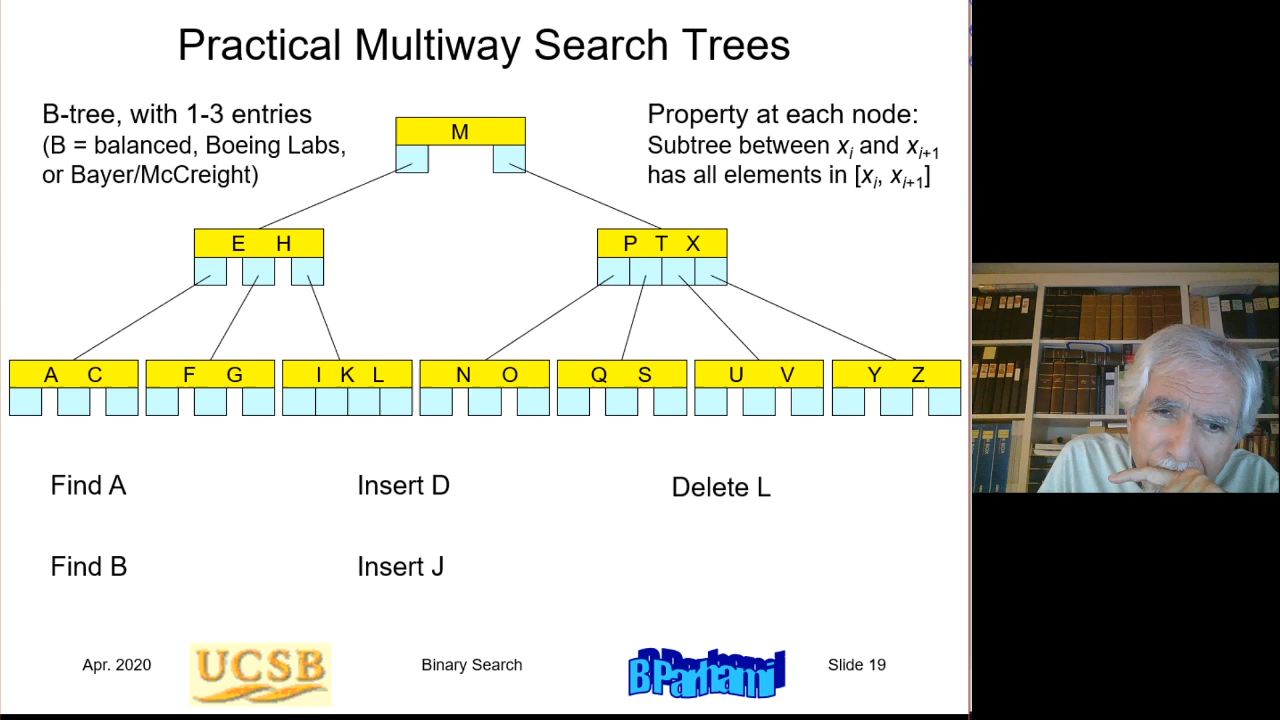 Practical Multiway Search Trees
B-tree, with 1-3 entries
(B = balanced, Boeing Labs,
or Bayer/McCreight)
Property at each node:
Subtree between xᵢ and xᵢ₊₁
has all elements in [xᵢ, xᵢ₊₁]
M
E H
P T X
A C
F G
I K L
N O
Q S
U V
Y Z
Find A
Insert D
Delete L
Find B
Insert J
Apr. 2020
UCSB
Binary Search
B Parhami
Slide 19